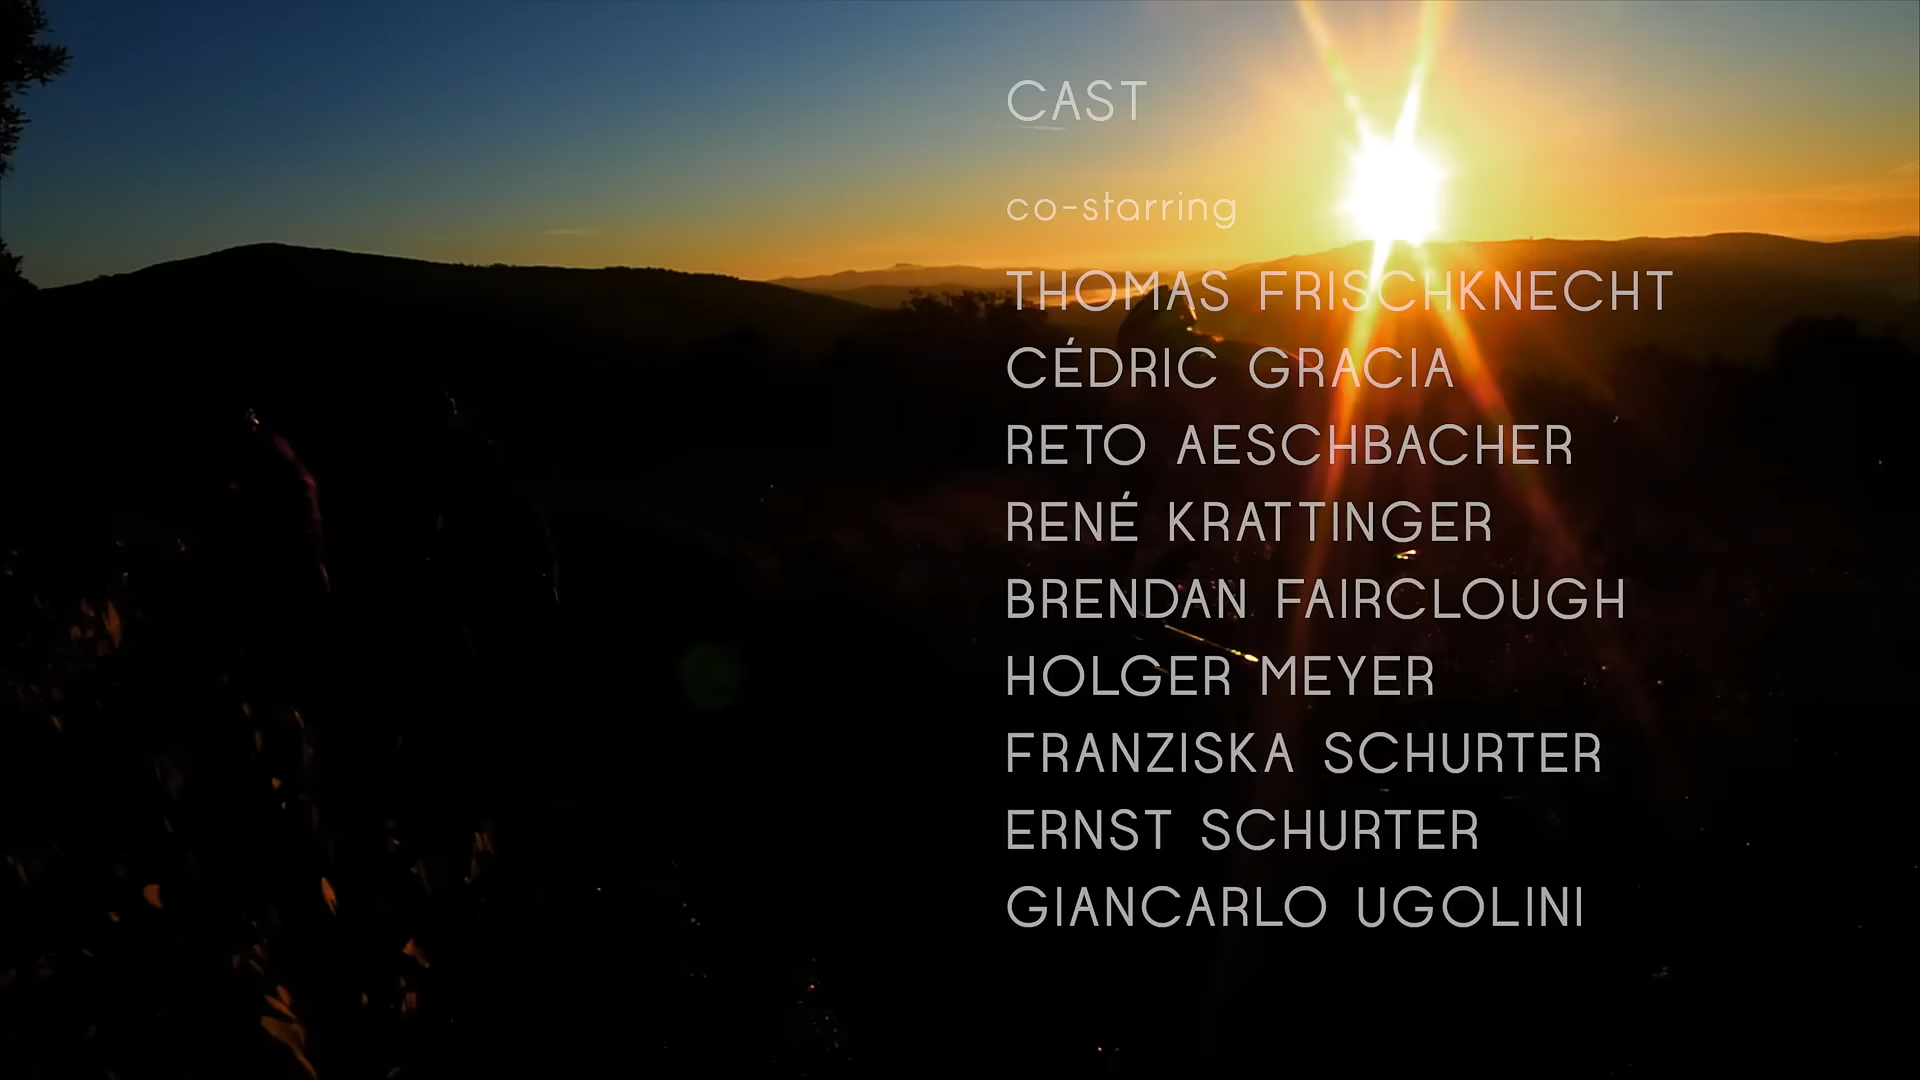 CAST
co-starring
THOMAS FRISCHKNECHT
CÉDRIC GRACIA
RETO AESCHBACHER
RENÉ KRATTINGER
BRENDAN FAIRCLOUGH
HOLGER MEYER
FRANZISKA SCHURTER
ERNST SCHURTER
GIANCARLO UGOLINI